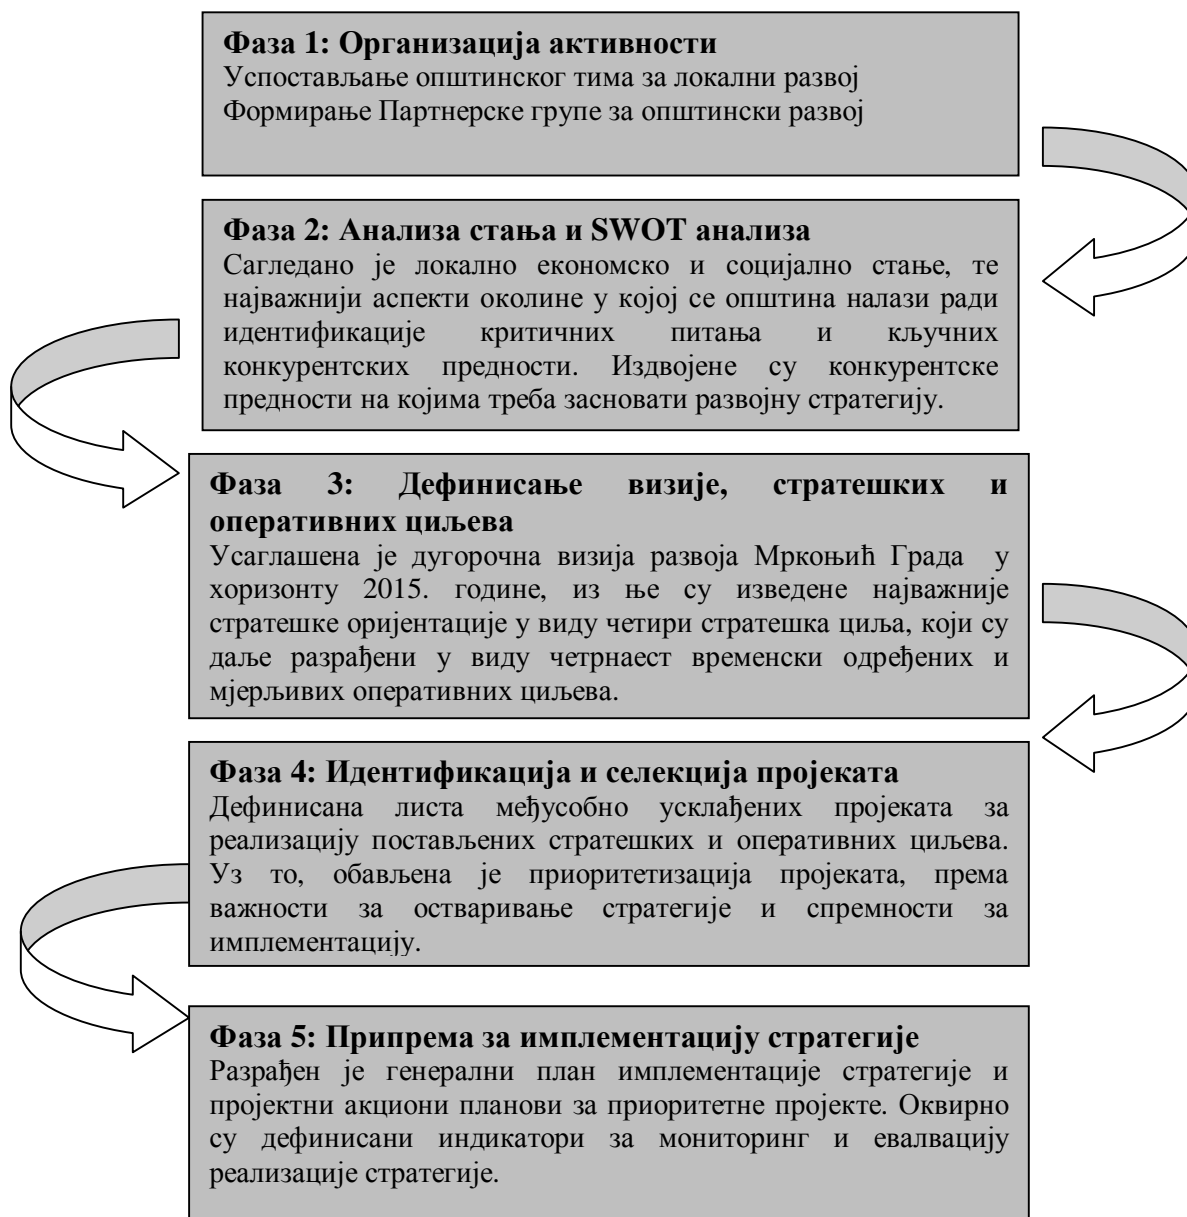 Фаза 1: Организација активности
Успостављање општинског тима за локални развој
Формирање Партнерске групе за општински развој
Фаза 2: Анализа стања и SWOT анализа
Сагледано је локално економско и социјално стање, те
најважнији аспекти околине у којој се општина налази ради
идентификације критичних питања и кључних
конкурентских предности. Издвојене су конкурентске
предности на којима треба засновати развојну стратегију.
Фаза 3: Дефинисање визије, стратешких и
оперативних циљева
Усаглашена је дугорочна визија развоја Мркоњић Града у
хоризонту 2015. године, из ње су изведене најважније
стратешке оријентације у виду четири стратешка циља, који су
даље разрађени у виду четрнаест временски одређених и
мјерљивих оперативних циљева.
Фаза 4: Идентификација и селекција пројеката
Дефинисана листа међусобно усклађених пројеката за
реализацију постављених стратешких и оперативних циљева.
Уз то, обављена је приоритетизација пројеката, према
важности за остваривање стратегије и спремности за
имплементацију.
Фаза 5: Припрема за имплементацију стратегије
Разрађен је генерални план имплементације стратегије и
пројектни акциони планови за приоритетне пројекте. Оквирно
су дефинисани индикатори за мониторинг и евалвацију
реализације стратегије.